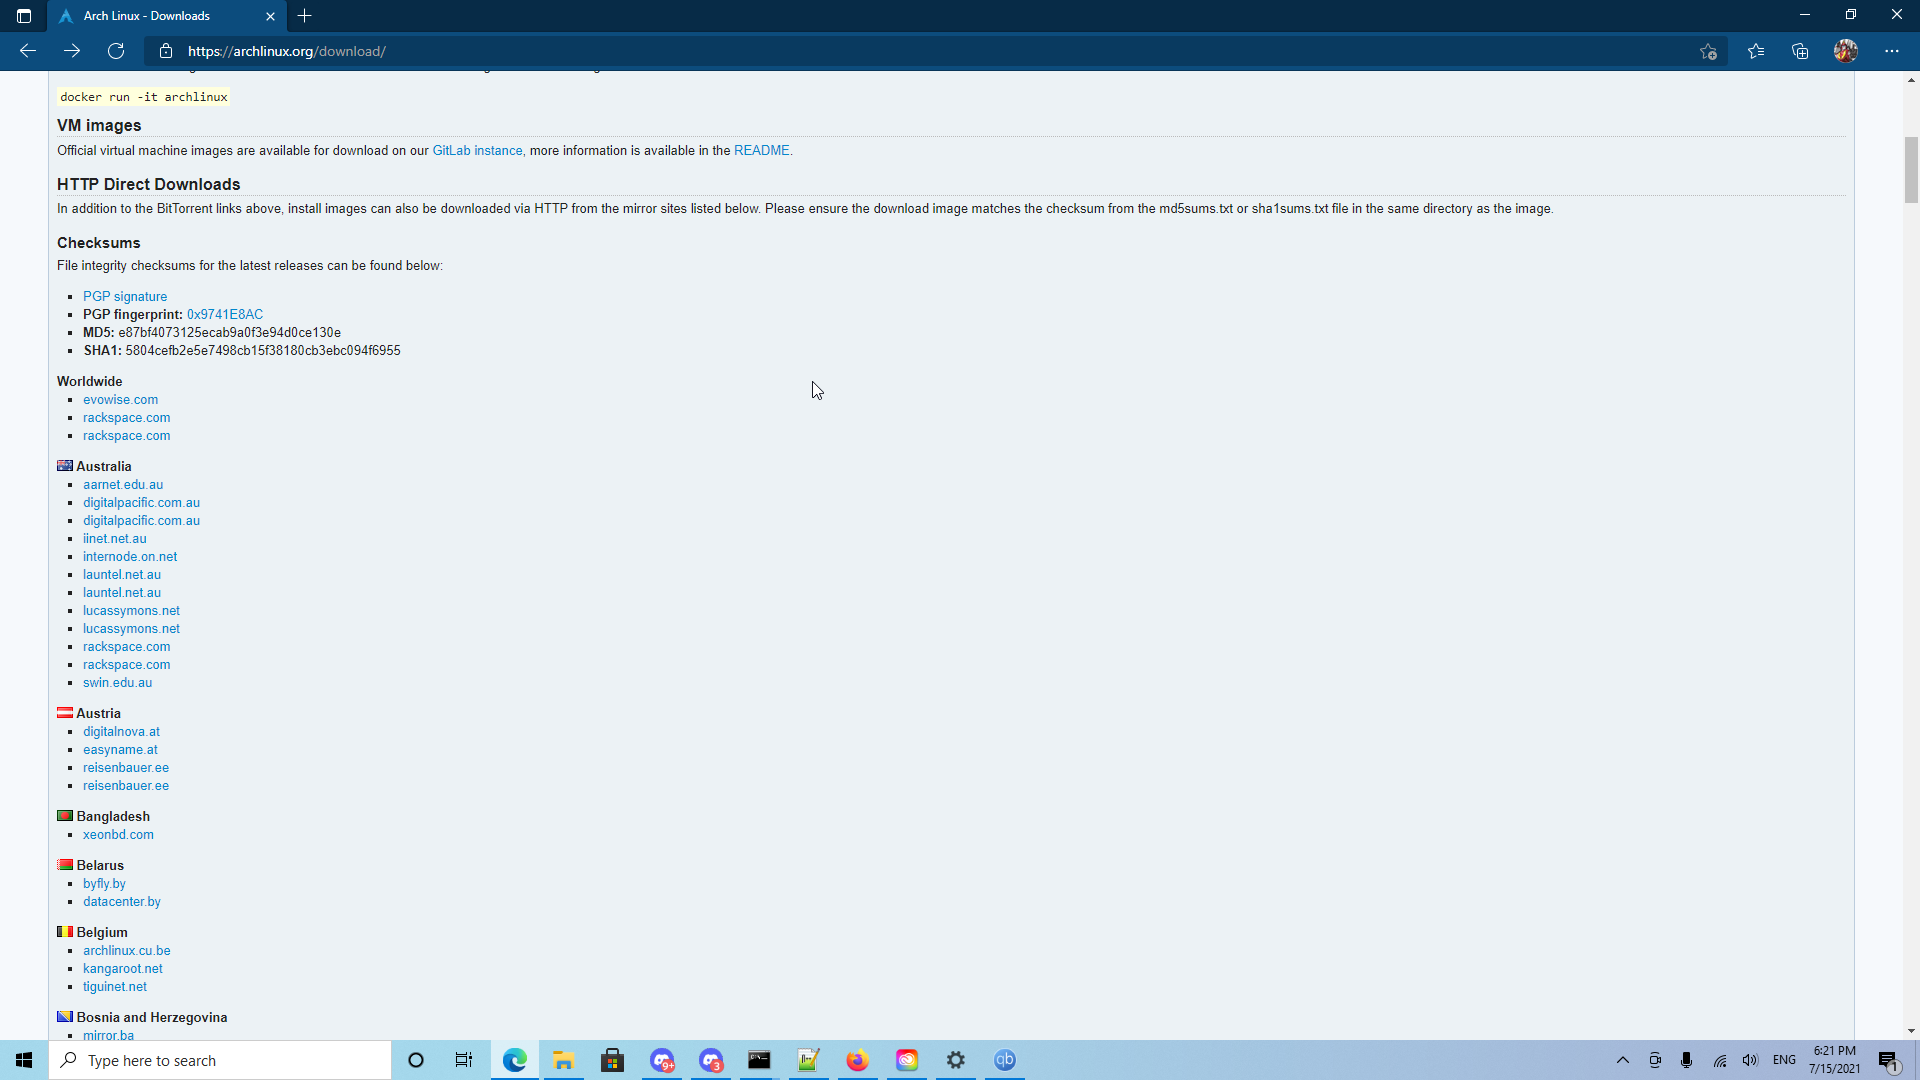 Arch Linux - Downloads
https://archlinux.org/download/
docker run -it archlinux
VM images
Official virtual machine images are available for download on our GitLab instance, more information is available in the README.
HTTP Direct Downloads
In addition to the BitTorrent links above, install images can also be downloaded via HTTP from the mirror sites listed below. Please ensure the download image matches the checksum from the md5sums.txt or sha1sums.txt file in the same directory as the image.
Checksums
File integrity checksums for the latest releases can be found below:
PGP signature
PGP fingerprint: 0x9741E8AC
MD5: e87bf4073125ecab9a0f3e94d0ce130e
SHA1: 5804cefb2e5e7498cb15f38180cb3ebc094f6955
Worldwide
evowise.com
rackspace.com
rackspace.com
Australia
aarnet.edu.au
digitalpacific.com.au
digitalpacific.com.au
iinet.net.au
internode.on.net
launtel.net.au
launtel.net.au
lucassymons.net
lucassymons.net
rackspace.com
rackspace.com
swin.edu.au
Austria
digitalnova.at
easyname.at
reisenbauer.ee
reisenbauer.ee
Bangladesh
xeonbd.com
Belarus
byfly.by
datacenter.by
Belgium
archlinux.cu.be
kangaroot.net
tiguinet.net
Bosnia and Herzegovina
mirror.ba
Type here to search
9+
3
qb
ENG
6:21 PM
7/15/2021
1